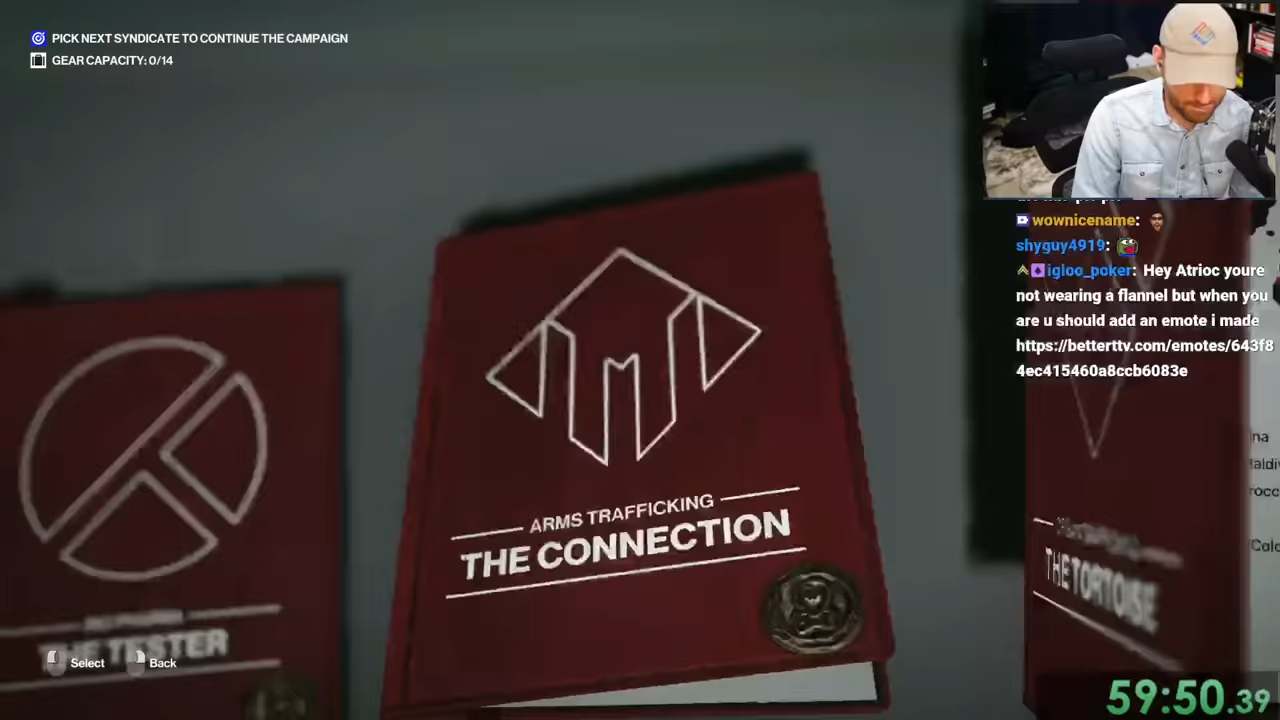 PICK NEXT SYNDICATE TO CONTINUE THE CAMPAIGN
GEAR CAPACITY: 0/14
wownicename:
shyguy4919:
igloo_poker: Hey Atrioc youre
not wearing a flannel but when you
are u should add an emote i made
https://betterttv.com/emotes/643f8
4ec415460a8ccb6083e
ARMS TRAFFICKING
THE CONNECTION
THE TESTER
THE TORTOISE
Select
Back
59:50.39